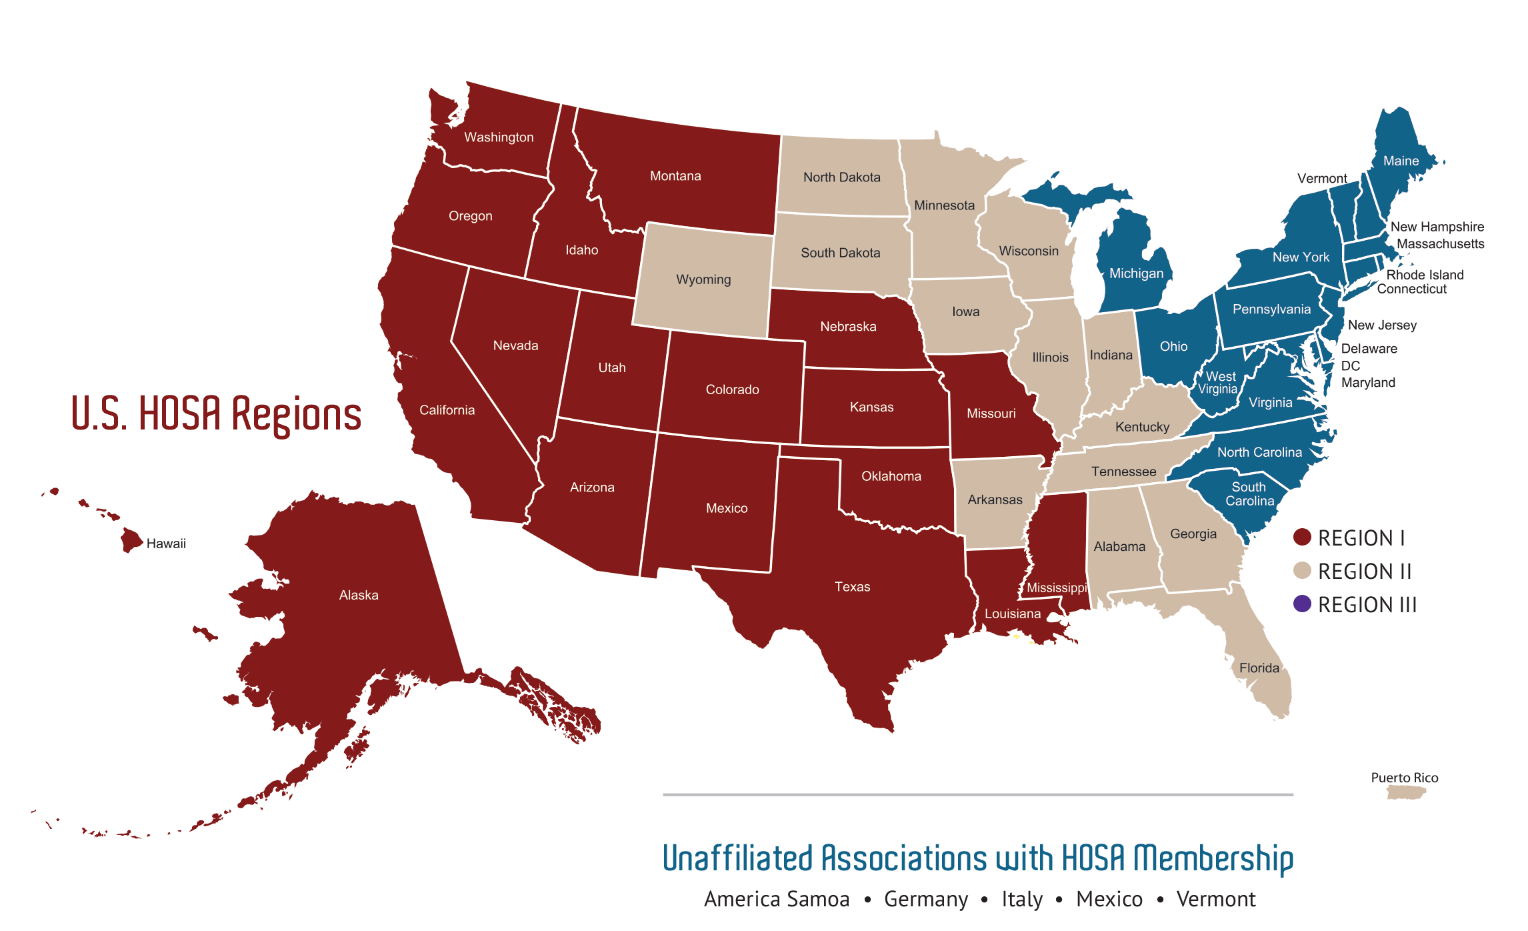 Washington
Montana
North Dakota
Minnesota
Maine
Vermont
Oregon
Idaho
Wyoming
South Dakota
Wisconsin
Michigan
New York
New Hampshire
Massachusetts
Rhode Island
Connecticut
Nebraska
Iowa
Pennsylvania
New Jersey
Nevada
Utah
Colorado
Illinois
Indiana
Ohio
Delaware
DC
Maryland
West
Virginia
Virginia
U.S. HOSA Regions
California
Kansas
Missouri
Kentucky
North Carolina
Arizona
Mexico
Oklahoma
Arkansas
Tennessee
South
Carolina
Hawaii
Alabama
Georgia
REGION I
REGION II
REGION III
Alaska
Texas
Mississippi
Louisiana
Florida
Puerto Rico
Unaffiliated Associations with HOSA Membership
America Samoa • Germany • Italy • Mexico • Vermont